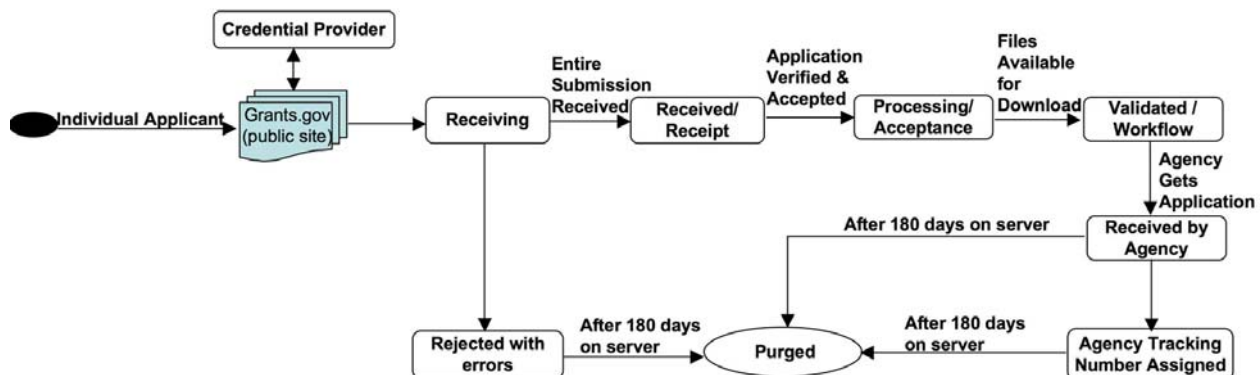 Credential Provider
Individual Applicant
Grants.gov
(public site)
Receiving
Entire
Submission
Received
Received/
Receipt
Application
Verified &
Accepted
Processing/
Acceptance
Files
Available
for
Download
Validated /
Workflow
Agency
Gets
Application
Received by
Agency
After 180 days on server
Rejected with
errors
After 180 days
on server
Purged
After 180 days
on server
Agency Tracking
Number Assigned